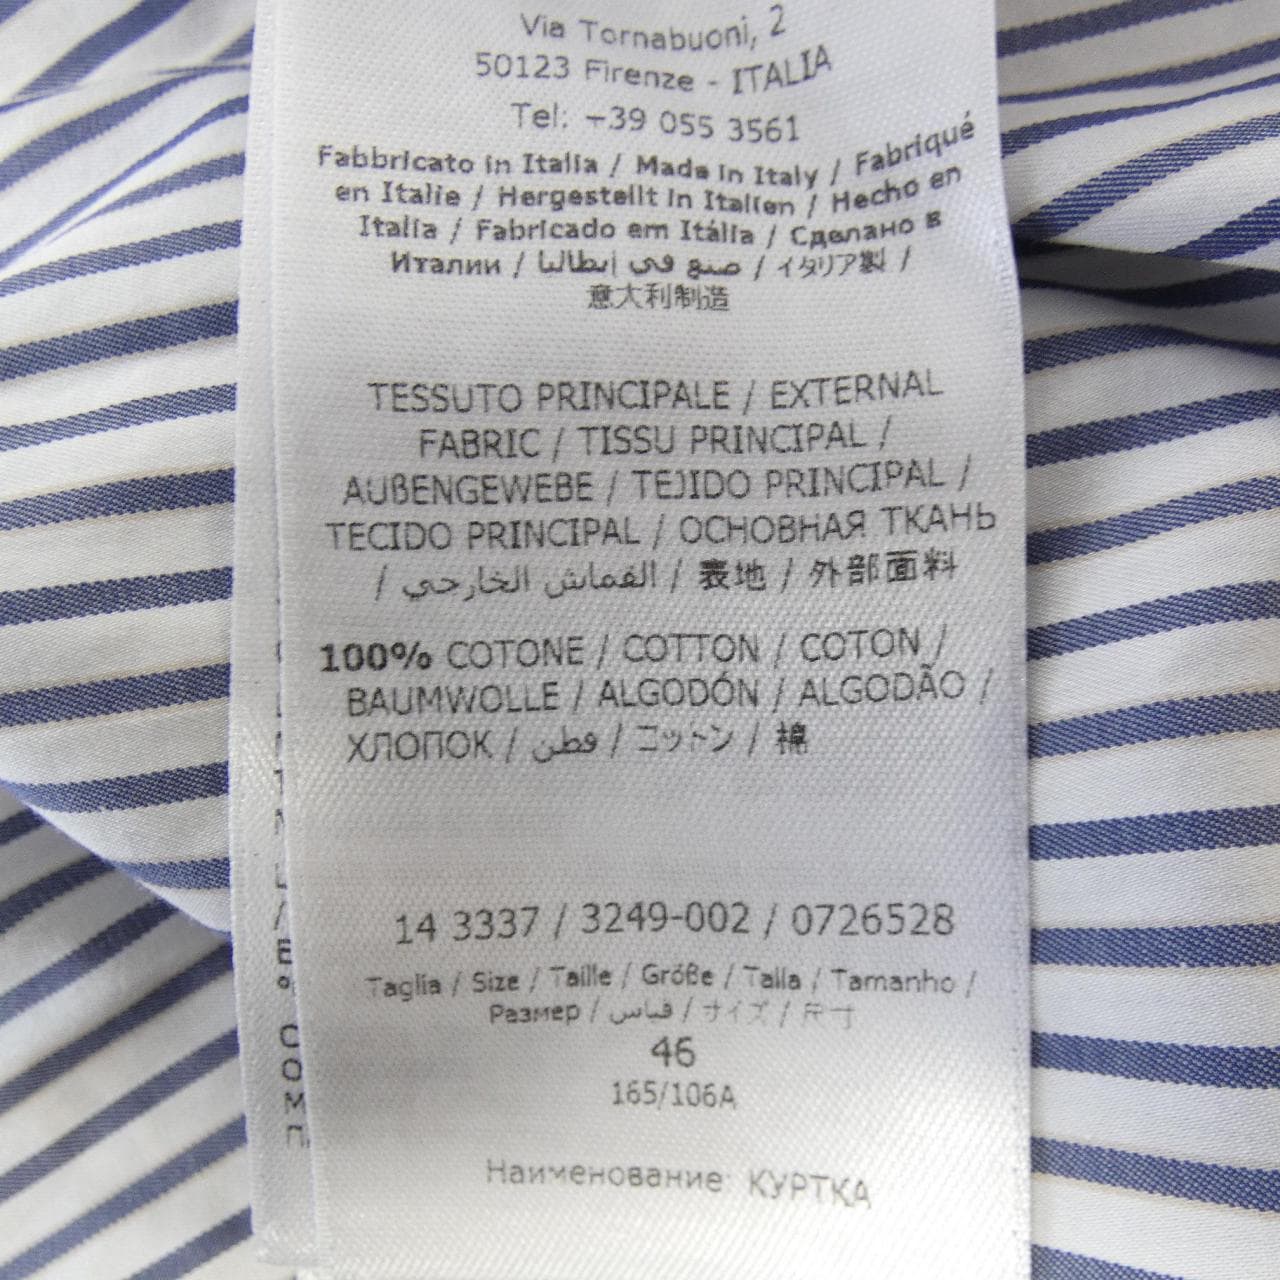 Via Tornabuoni, 2
50123 Firenze - ITALIA
Tel: +39 055 3561
Fabbricato in Italia / Made in Italy / Fabriqué
en Italie / Hergestellt in Italien / Hecho en
Italia / Fabricado em Itália / Сделано в
Италии / صنع في إيطاليا / イタリア製 /
意大利制造
TESSUTO PRINCIPALE / EXTERNAL
FABRIC / TISSU PRINCIPAL /
AUßENGEWEBE / TEJIDO PRINCIPAL /
TECIDO PRINCIPAL / ОСНОВНАЯ ТКАНЬ
/ القماش الخارجي / 表地 / 外部面料
100% COTONE / COTTON / COTON /
BAUMWOLLE / ALGODÓN / ALGODÃO /
ХЛОПОК / قطن / コットン / 棉
14 3337 / 3249-002 / 0726528
Taglia / Size / Taille / Größe / Talla / Tamanho /
Размер / قياس / サイズ / 尺寸
46
165/106A
Наименование: КУРТКА